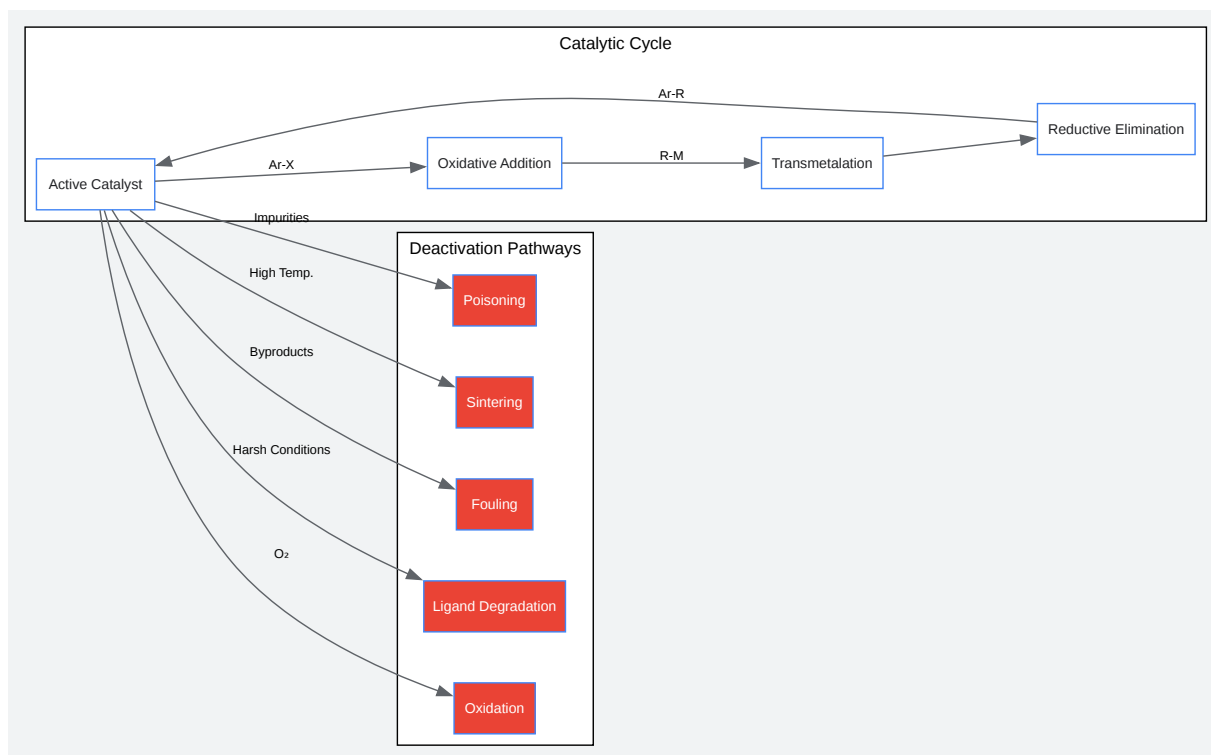 Catalytic Cycle
Ar-R
Reductive Elimination
Active Catalyst
Ar-X
Oxidative Addition
R-M
Transmetalation
Impurities
Deactivation Pathways
High Temp.
Poisoning
Byproducts
Sintering
Harsh Conditions
Fouling
O₂
Ligand Degradation
Oxidation